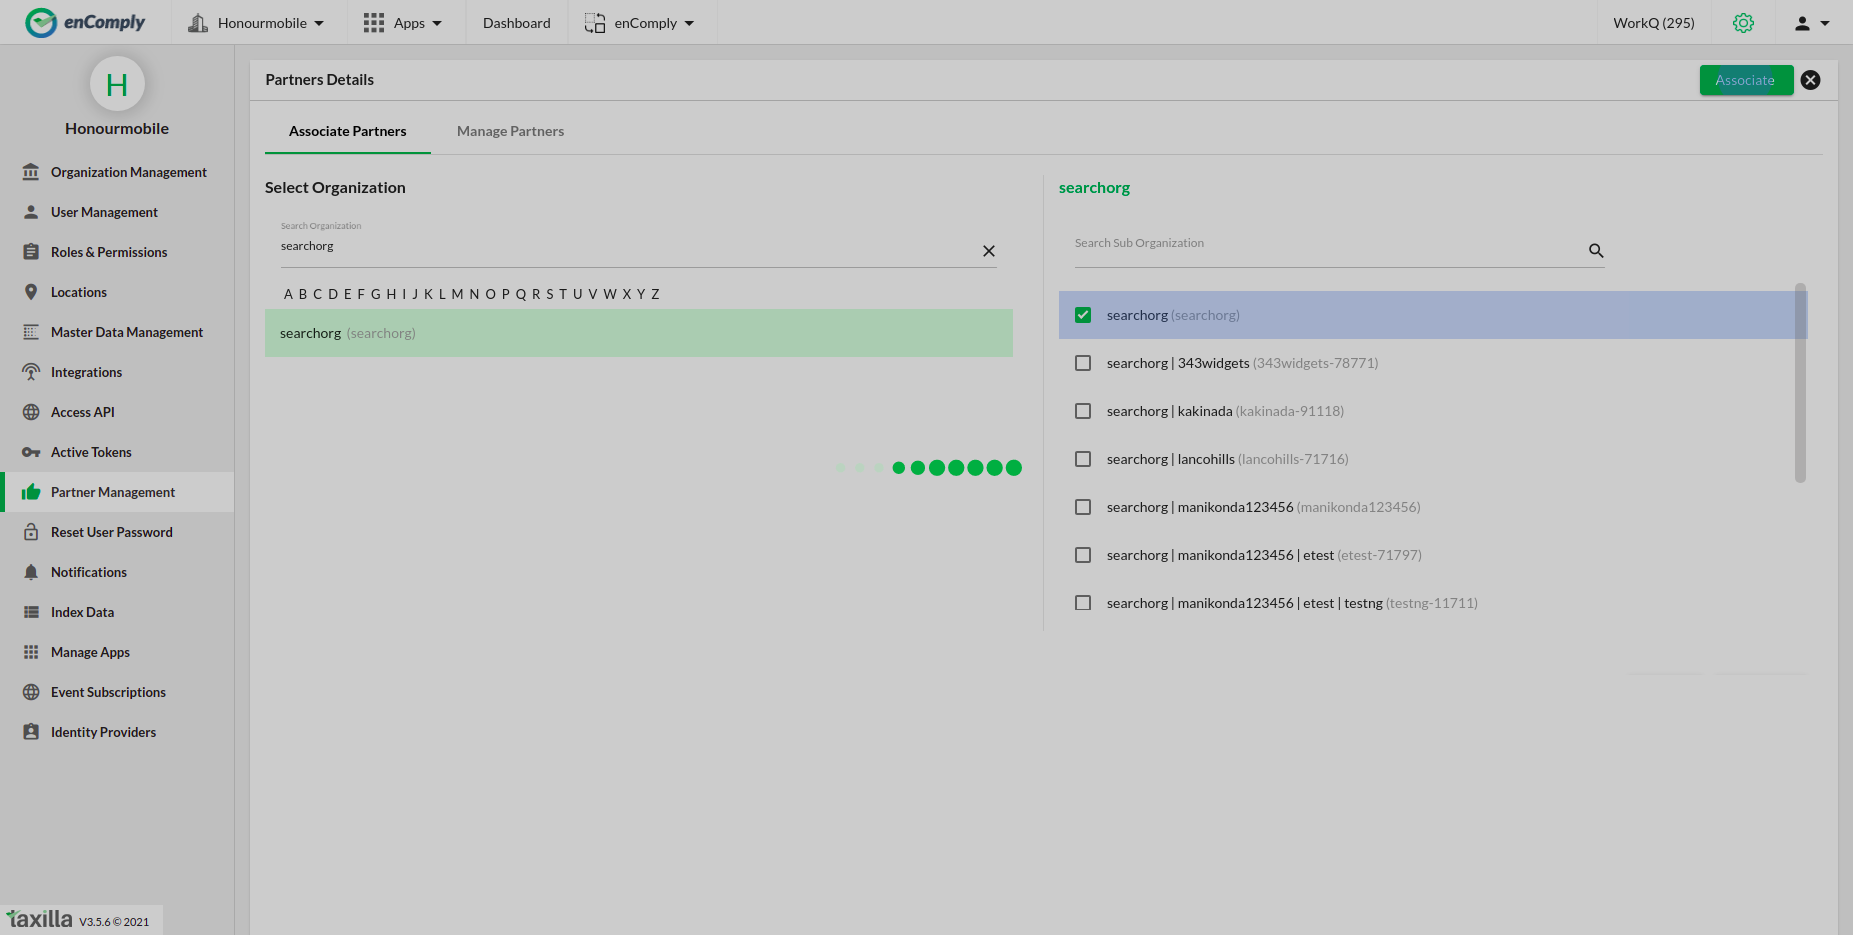 enComply
Honourmobile
Apps
Dashboard
enComply
WorkQ (295)
H
Honourmobile
Organization Management
User Management
Roles & Permissions
Locations
Master Data Management
Integrations
Access API
Active Tokens
Partner Management
Reset User Password
Notifications
Index Data
Manage Apps
Event Subscriptions
Identity Providers
taxilla V3.5.6 © 2021
Partners Details
Associate
Associate Partners
Manage Partners
Select Organization
Search Organization
searchorg
A B C D E F G H I J K L M N O P Q R S T U V W X Y Z
searchorg (searchorg)
searchorg
Search Sub Organization
searchorg (searchorg)
searchorg | 343widgets (343widgets-78771)
searchorg | kakinada (kakinada-91118)
searchorg | lancohills (lancohills-71716)
searchorg | manikonda123456 (manikonda123456)
searchorg | manikonda123456 | etest (etest-71797)
searchorg | manikonda123456 | etest | testng (testng-11711)